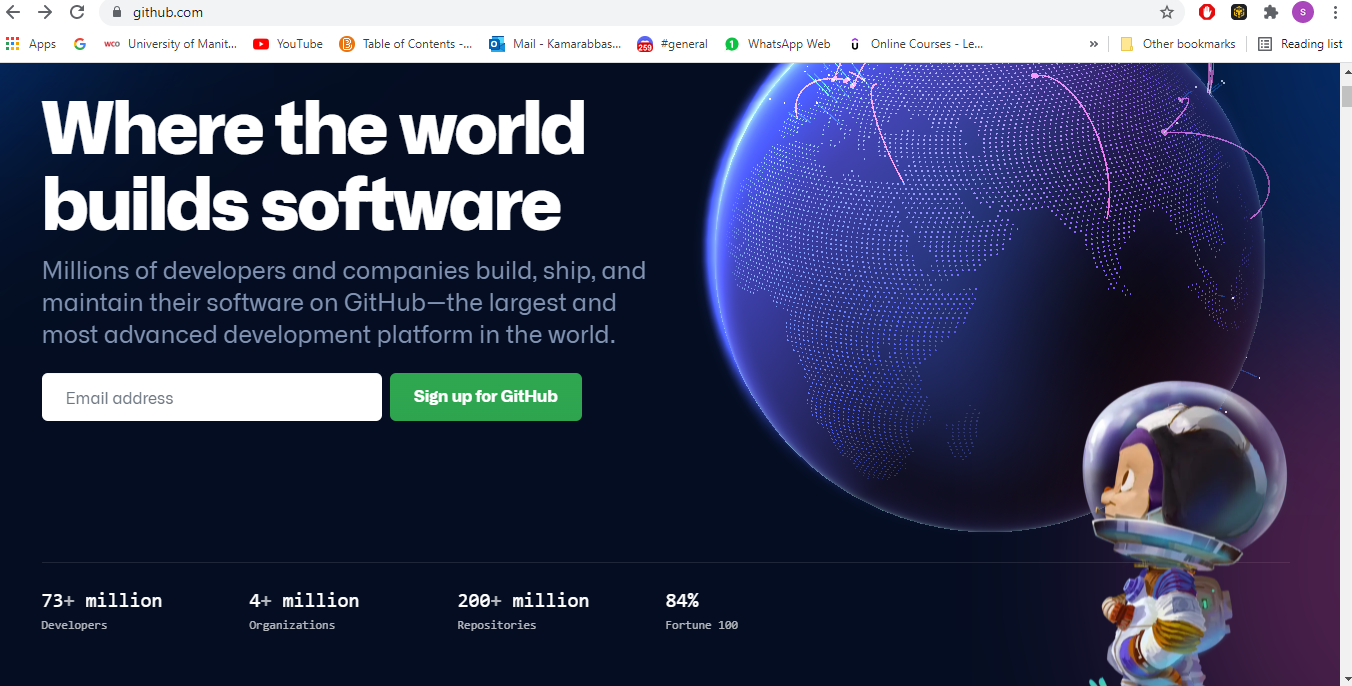 github.com
S
Apps
wco University of Manit...
YouTube
Table of Contents -...
Mail - Kamarabbas...
259 #general
1 WhatsApp Web
Online Courses - Le...
»
Other bookmarks
Reading list
Where the world
builds software
Millions of developers and companies build, ship, and
maintain their software on GitHub—the largest and
most advanced development platform in the world.
Email address
Sign up for GitHub
73+ million
Developers
4+ million
Organizations
200+ million
Repositories
84%
Fortune 100